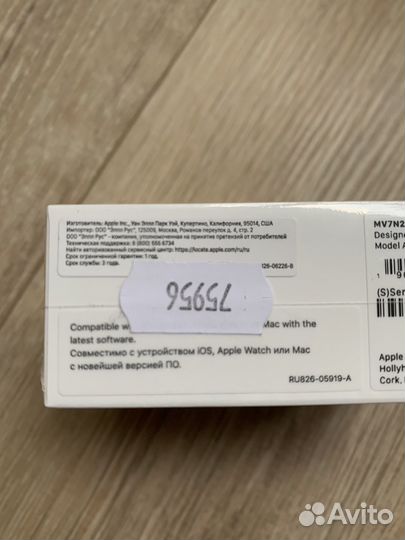 Изготовитель: Apple Inc., Уан Эппл Парк Уэй, Купертино, Калифорния, 95014, США
Импортер: ООО "Эппл Рус", 125009, Москва, Романов переулок д. 4, стр. 2
ООО "Эппл Рус" - компания, уполномоченная на принятие претензий от потребителей
Техническая поддержка: 8 (800) 555 6734
Найти авторизованный сервисный центр: https://locate.apple.com/ru/ru
Срок ограниченной гарантии: 1 год.
Срок службы: 3 года.
826-06226-B
75956
Compatible Mac with the
latest software.
Совместимо с устройством iOS, Apple Watch или Mac
с новейшей версией ПО.
RU826-05919-A
MV7N2
Designe
Model A
1 9
(S)Ser
Apple
Hollyh
Cork,
Avito